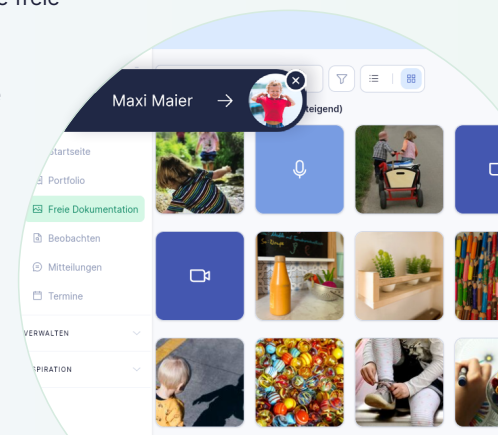 freie
Maxi Maier
teigend)
Startseite
Portfolio
Freie Dokumentation
Beobachten
Mitteilungen
Termine
VERWALTEN
SPIRATION